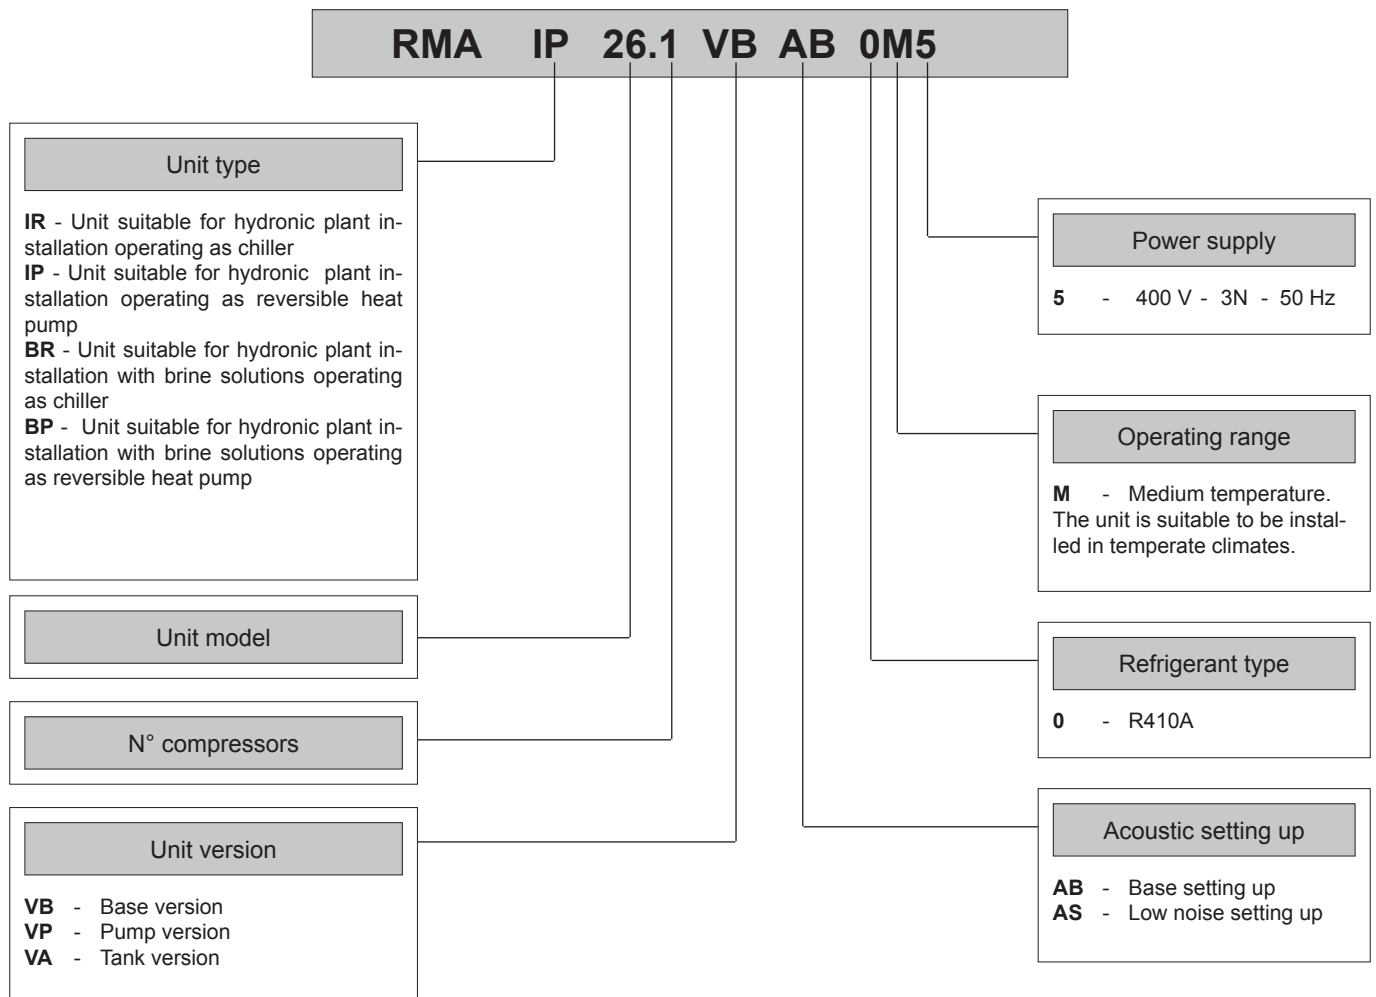 RMA IP 26.1 VB AB 0M5
Unit type
IR - Unit suitable for hydronic plant in-
stallation operating as chiller
IP - Unit suitable for hydronic plant in-
stallation operating as reversible heat
pump
BR - Unit suitable for hydronic plant in-
stallation with brine solutions operating
as chiller
BP - Unit suitable for hydronic plant in-
stallation with brine solutions operating
as reversible heat pump
Unit model
N° compressors
Unit version
VB - Base version
VP - Pump version
VA - Tank version
Power supply
5 - 400 V - 3N - 50 Hz
Operating range
M - Medium temperature.
The unit is suitable to be instal-
led in temperate climates.
Refrigerant type
0 - R410A
Acoustic setting up
AB - Base setting up
AS - Low noise setting up